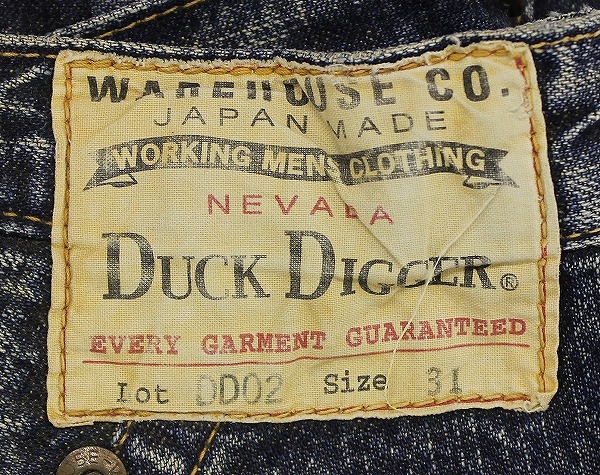 WAREHOUSE CO.
JAPAN MADE
WORKING MENS CLOTHING
NEVADA
DUCK DIGGER®
EVERY GARMENT GUARANTEED
Lot DD02 Size 31